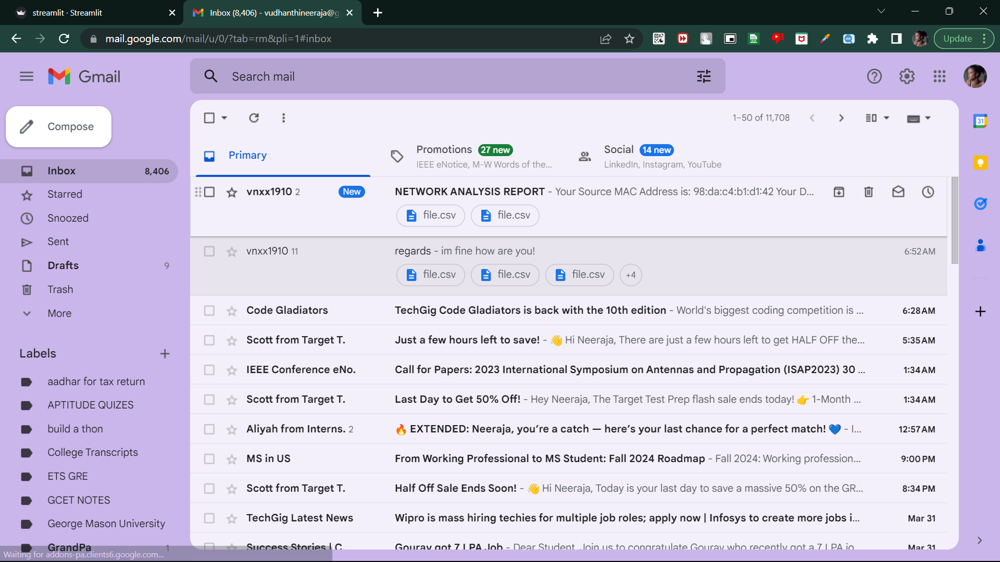 streamlit · Streamlit
Inbox (8,406) - vudhanthineeraja@g
mail.google.com/mail/u/0/?tab=rm&pli=1#inbox
Update
Gmail
Search mail
Compose
1–50 of 11,708
Inbox 8,406
Starred
Snoozed
Sent
Drafts 9
Trash
More
Labels
aadhar for tax return
APTITUDE QUIZES
build a thon
College Transcripts
ETS GRE
GCET NOTES
George Mason University
GrandPa 1
Primary
Promotions 27 new
IEEE eNotice, M-W Words of the...
Social 14 new
LinkedIn, Instagram, YouTube
vnxx1910 2 New NETWORK ANALYSIS REPORT - Your Source MAC Address is: 98:da:c4:b1:d1:42 Your D...
file.csv file.csv
vnxx1910 11 regards - im fine how are you! 6:52 AM
file.csv file.csv file.csv +4
Code Gladiators TechGig Code Gladiators is back with the 10th edition - World's biggest coding competition is ... 6:28 AM
Scott from Target T. Just a few hours left to save! - 👋 Hi Neeraja, There are just a few hours left to get HALF OFF the... 5:35 AM
IEEE Conference eNo. Call for Papers: 2023 International Symposium on Antennas and Propagation (ISAP2023) 30 ... 1:34 AM
Scott from Target T. Last Day to Get 50% Off! - Hey Neeraja, The Target Test Prep flash sale ends today! 👉 1-Month ... 1:34 AM
Aliyah from Interns. 2 🔥 EXTENDED: Neeraja, you're a catch — here's your last chance for a perfect match! 💙 - I... 12:57 AM
MS in US From Working Professional to MS Student: Fall 2024 Roadmap - Fall 2024: Working profession... 9:00 PM
Scott from Target T. Half Off Sale Ends Soon! - 👋 Hi Neeraja, Today is your last day to save a massive 50% on the GR... 8:34 PM
TechGig Latest News Wipro is mass hiring techies for multiple job roles; apply now | Infosys to create more jobs i... Mar 31
Success Stories | C. Gourav got 7 LPA Job - Dear Student, Join us to congratulate Gourav who recently got a 7 LPA jo... Mar 31
31
Waiting for addons-pa.clients6.google.com...